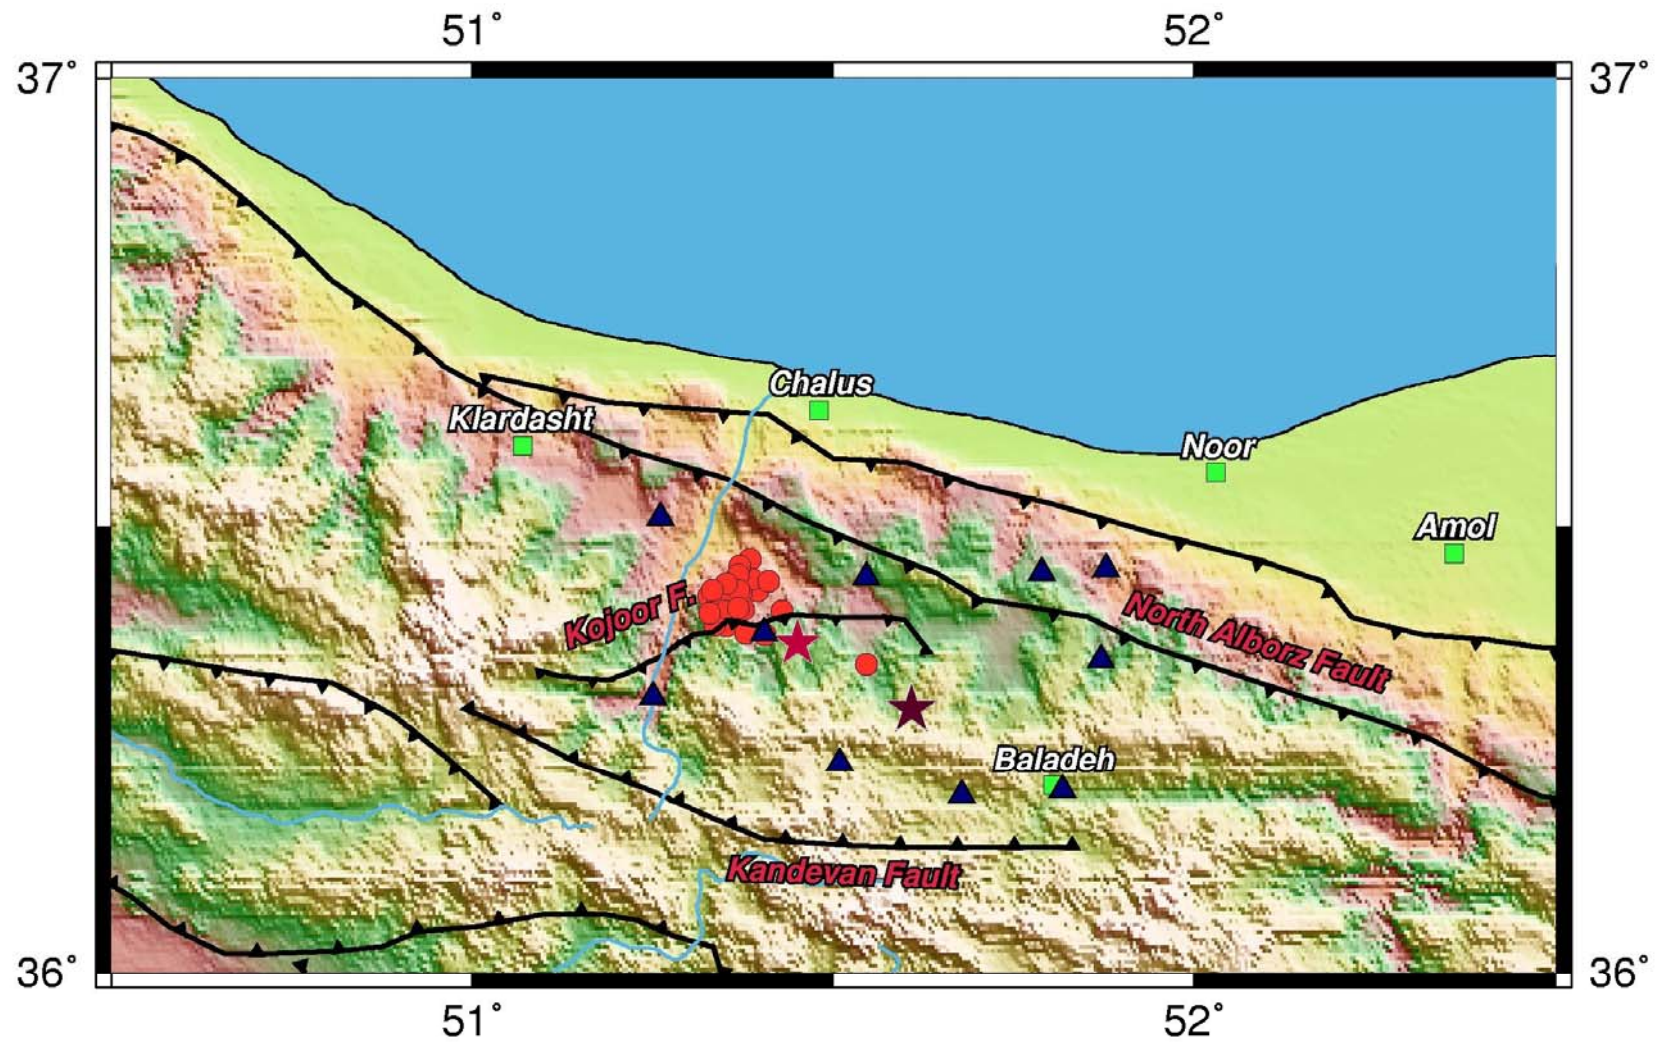 51° 52°
37° 37°
Chalus
Klardasht
Noor
Amol
Kojoor F.
North Alborz Fault
Baladeh
Kandevan Fault
36° 36°
51° 52°